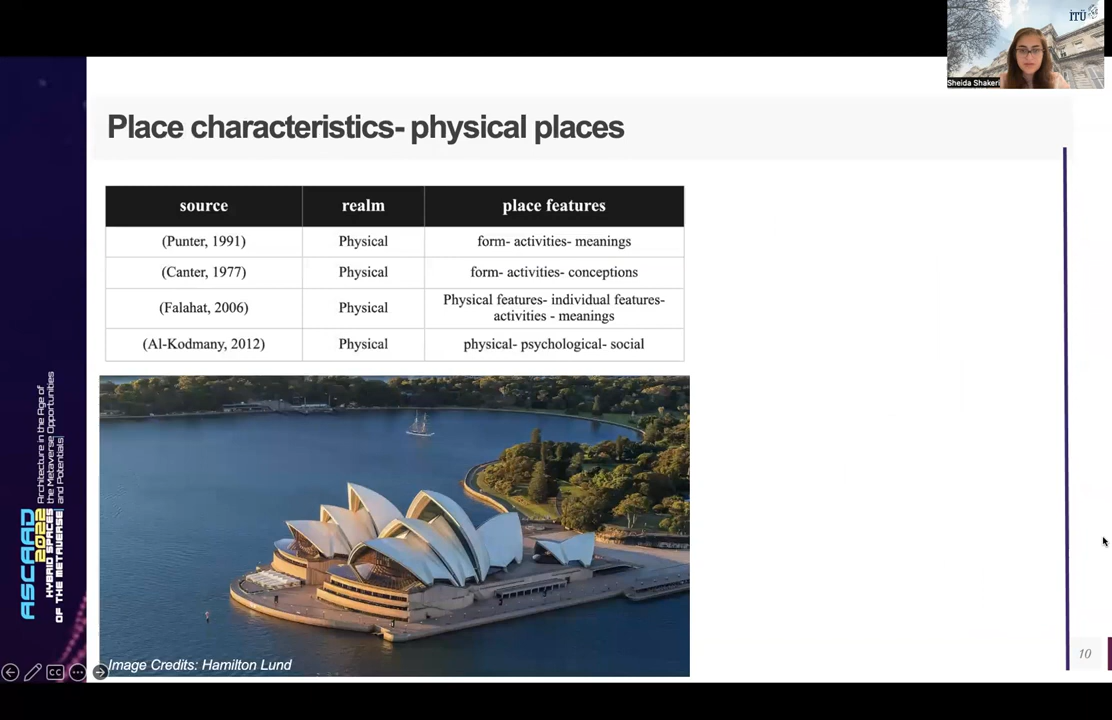 İTÜ
Sheida Shakeri
Place characteristics- physical places
source realm place features
(Punter, 1991) Physical form- activities- meanings
(Canter, 1977) Physical form- activities- conceptions
(Falahat, 2006) Physical Physical features- individual features-
activities - meanings
(Al-Kodmany, 2012) Physical physical- psychological- social
Image Credits: Hamilton Lund
ASCAAD
2022
HYBRID SPACES
OF THE METAVERSE
Architecture in the Age of
the Metaverse Opportunities
and Potentials
CC
10